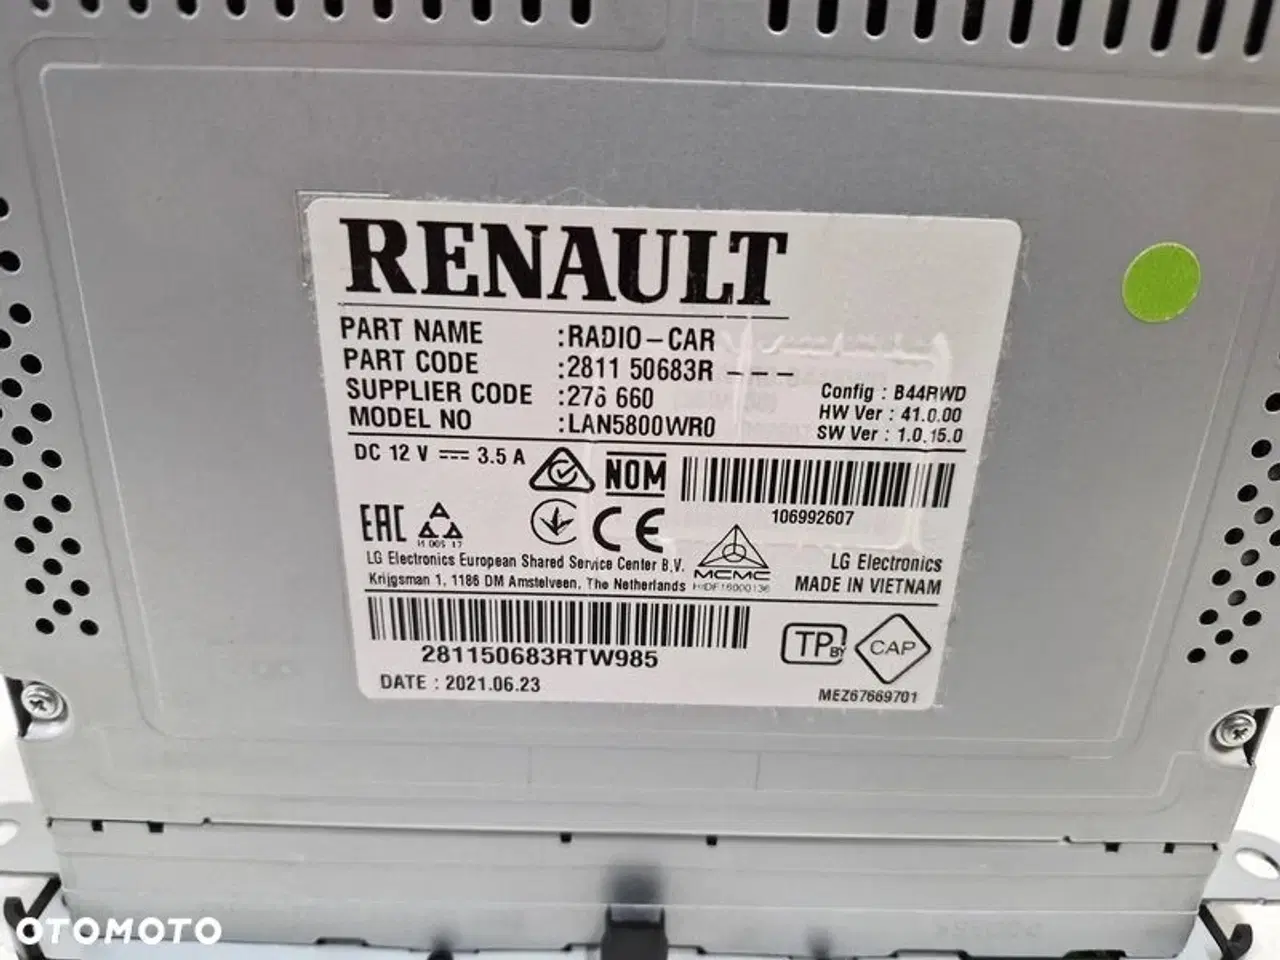 RENAULT
PART NAME :RADIO-CAR
PART CODE :2811 50683R ---
SUPPLIER CODE :276 660
MODEL NO :LAN5800WR0
Config : B44RWD
HW Ver : 41.0.00
SW Ver : 1.0.15.0
DC 12 V ⎓ 3.5 A
NOM
106992607
EAC
CE
LG Electronics European Shared Service Center B.V.
Krijgsman 1, 1186 DM Amstelveen, The Netherlands
MCMC
HIDF16000136
LG Electronics
MADE IN VIETNAM
281150683RTW985
TP BY
CAP
DATE : 2021.06.23
MEZ67669701
OTOMOTO